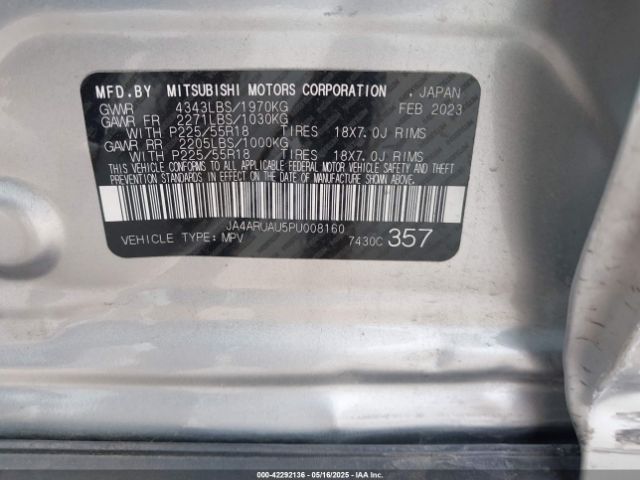 MFD.BY MITSUBISHI MOTORS CORPORATION . JAPAN
GVWR 4343LBS/1970KG FEB 2023
GAWR FR 2271LBS/1030KG
WITH P225/55R18 TIRES 18X7.0J RIMS
GAWR RR 2205LBS/1000KG
WITH P225/55R18 TIRES 18X7.0J RIMS
THIS VEHICLE CONFORMS TO ALL APPLICABLE FEDERAL MOTOR VEHICLE SAFETY AND THEFT
PREVENTION STANDARDS IN EFFECT ON THE DATE OF MANUFACTURE SHOWN ABOVE.
JA4ARUAU5PU008160
VEHICLE TYPE: MPV 7430C 357
000-42292136 - 05/16/2025 - IAA